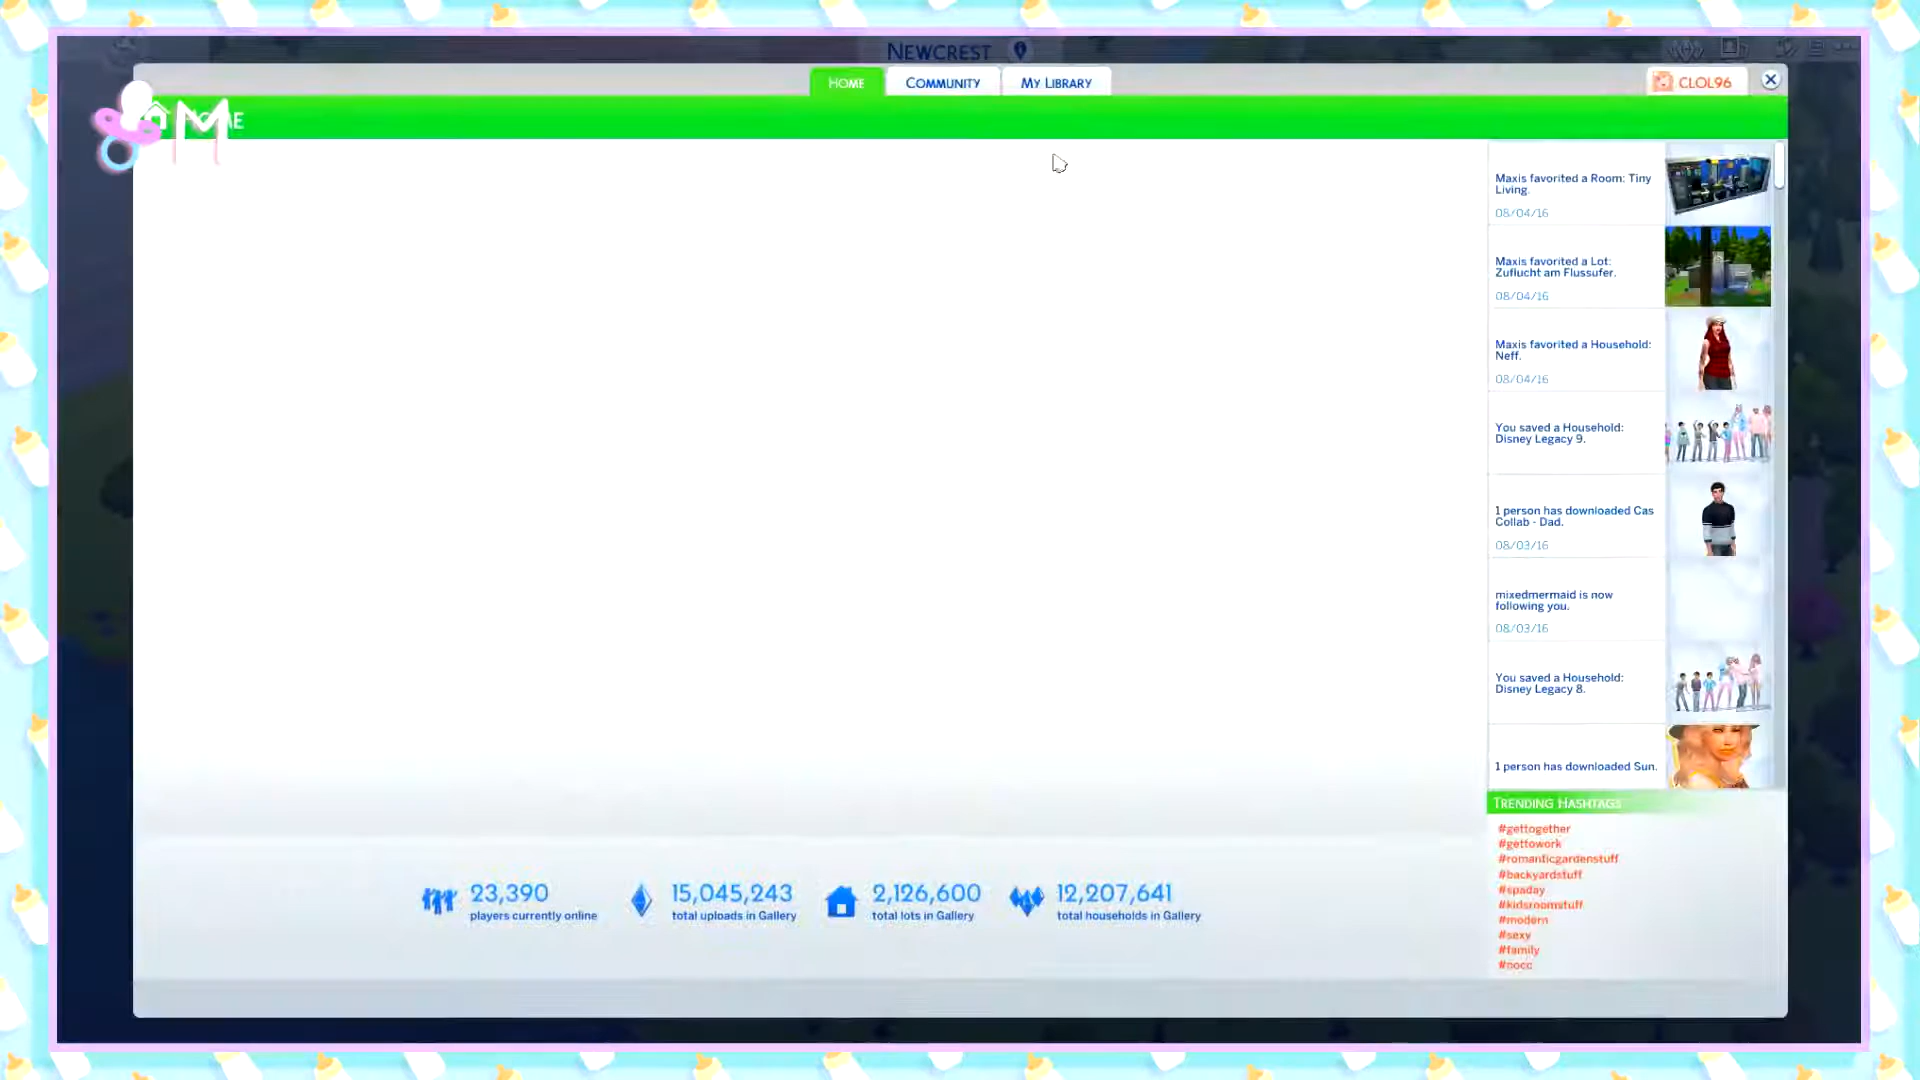 NEWCREST
HOME
COMMUNITY
MY LIBRARY
CLOL96
HOME
M
Maxis favorited a Room: Tiny
Living.
08/04/16
Maxis favorited a Lot:
Zuflucht am Flussufer.
08/04/16
Maxis favorited a Household:
Neff.
08/04/16
You saved a Household:
Disney Legacy 9.
1 person has downloaded Cas
Collab - Dad.
08/03/16
mixedmermaid is now
following you.
08/03/16
You saved a Household:
Disney Legacy 8.
1 person has downloaded Sun.
TRENDING HASHTAGS
#gettogether
#gettowork
#romanticgardenstuff
#backyardstuff
#spaday
#kidsroomstuff
#modern
#sexy
#family
#nocc
23,390
players currently online
15,045,243
total uploads in Gallery
2,126,600
total lots in Gallery
12,207,641
total households in Gallery